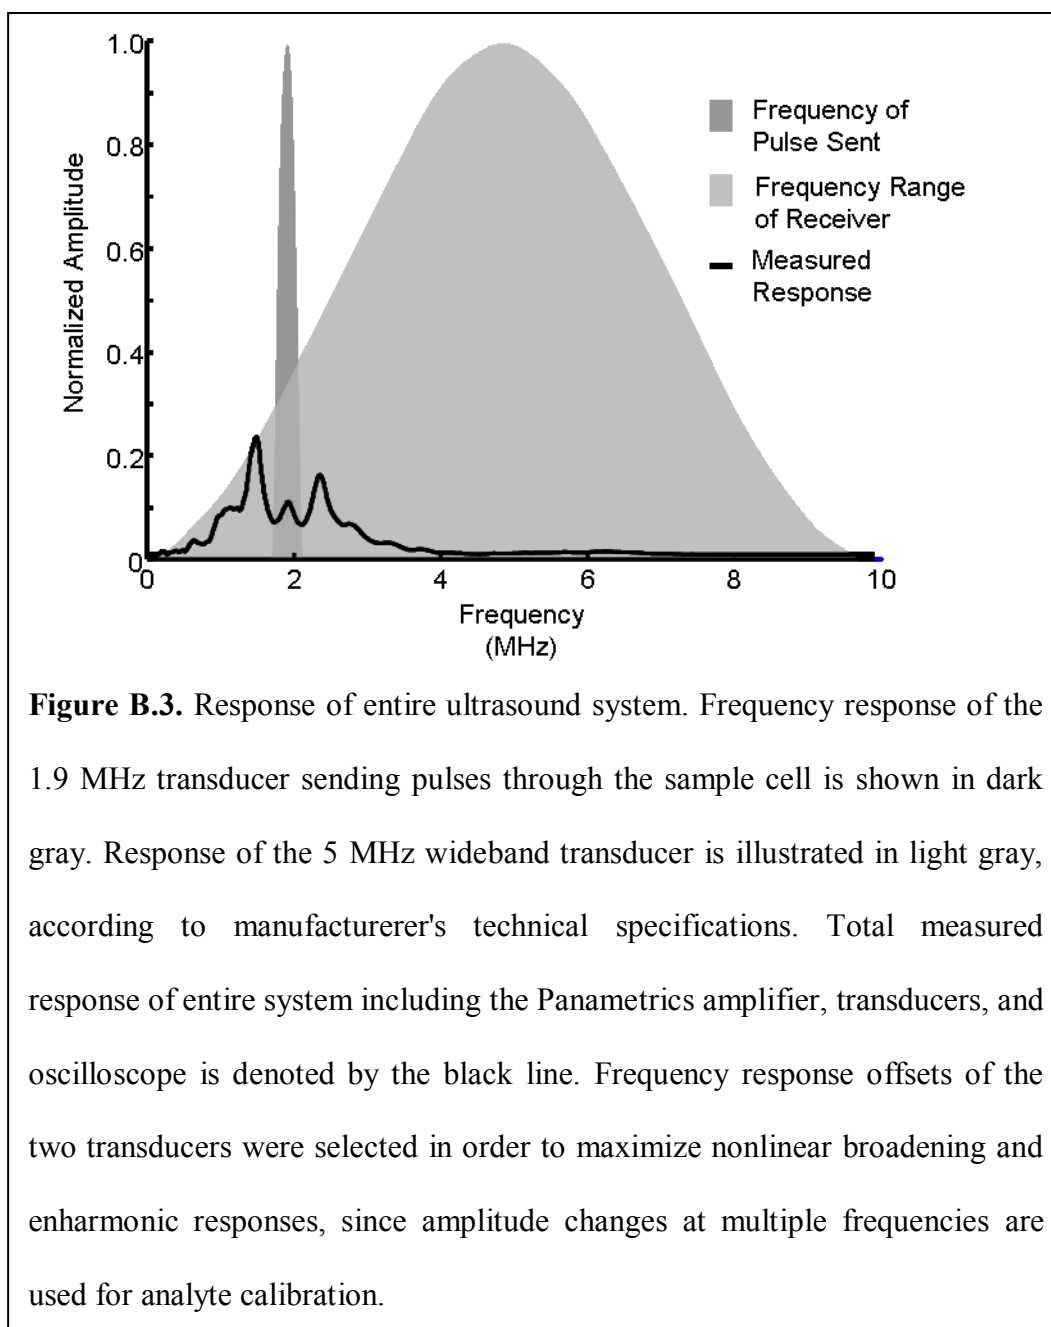 1.0
0.8
0.6
0.4
0.2
0
Normalized Amplitude
0 2 4 6 8 10
Frequency
(MHz)
Frequency of
Pulse Sent
Frequency Range
of Receiver
Measured
Response
Figure B.3. Response of entire ultrasound system. Frequency response of the
1.9 MHz transducer sending pulses through the sample cell is shown in dark
gray. Response of the 5 MHz wideband transducer is illustrated in light gray,
according to manufacturerer's technical specifications. Total measured
response of entire system including the Panametrics amplifier, transducers, and
oscilloscope is denoted by the black line. Frequency response offsets of the
two transducers were selected in order to maximize nonlinear broadening and
enharmonic responses, since amplitude changes at multiple frequencies are
used for analyte calibration.